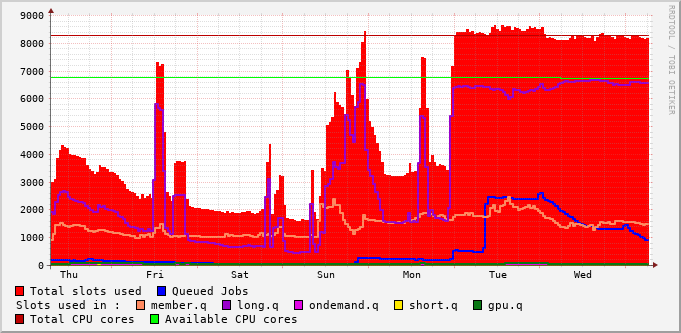 9000
8000
7000
6000
5000
4000
3000
2000
1000
0
Thu Fri Sat Sun Mon Tue Wed
RRDTOOL / TOBI OETIKER
Total slots used Queued Jobs
Slots used in : member.q long.q ondemand.q short.q gpu.q
Total CPU cores Available CPU cores